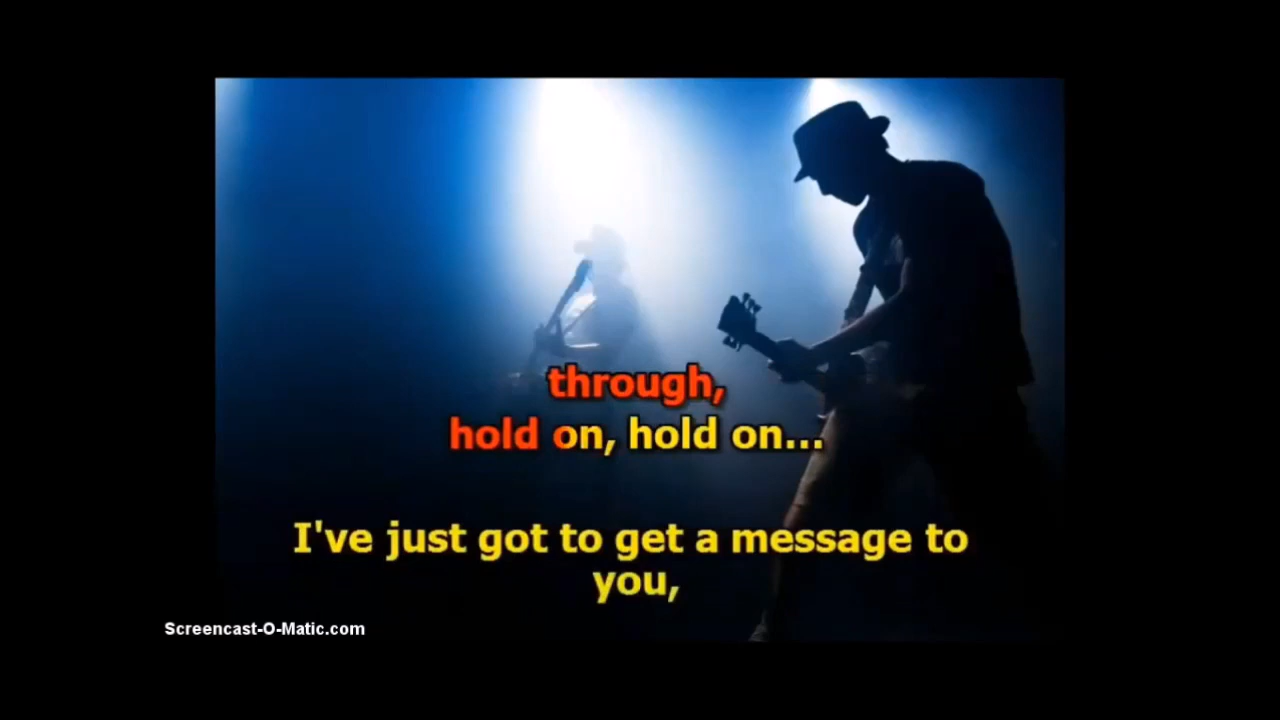 through,
hold on, hold on...
I've just got to get a message to
you,
Screencast-O-Matic.com